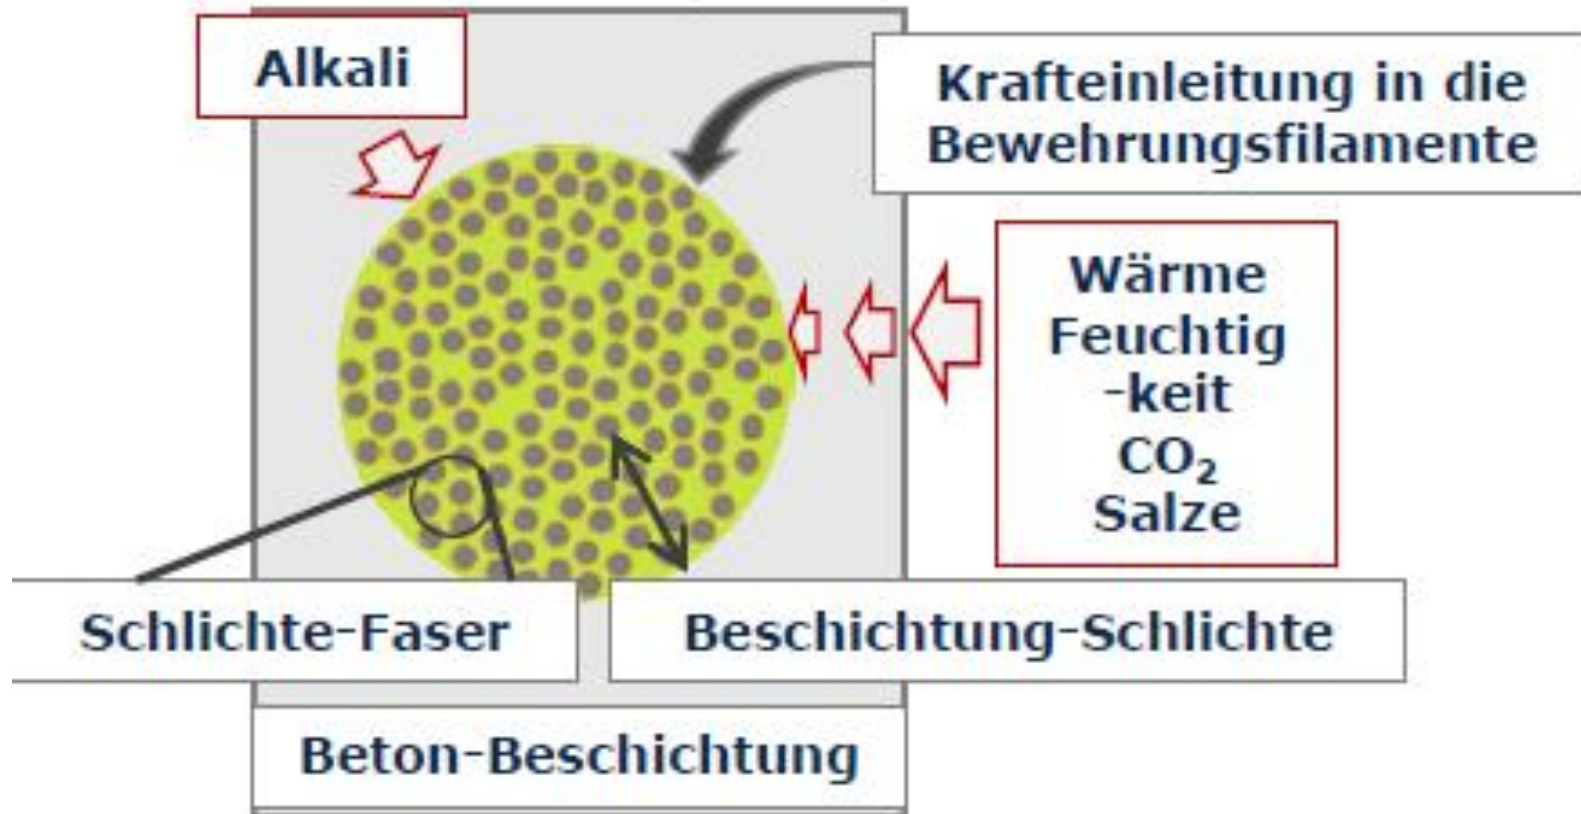 Alkali
Krafteinleitung in die
Bewehrungsfilamente
Wärme
Feuchtig
-keit
CO₂
Salze
Schlichte-Faser
Beschichtung-Schlichte
Beton-Beschichtung